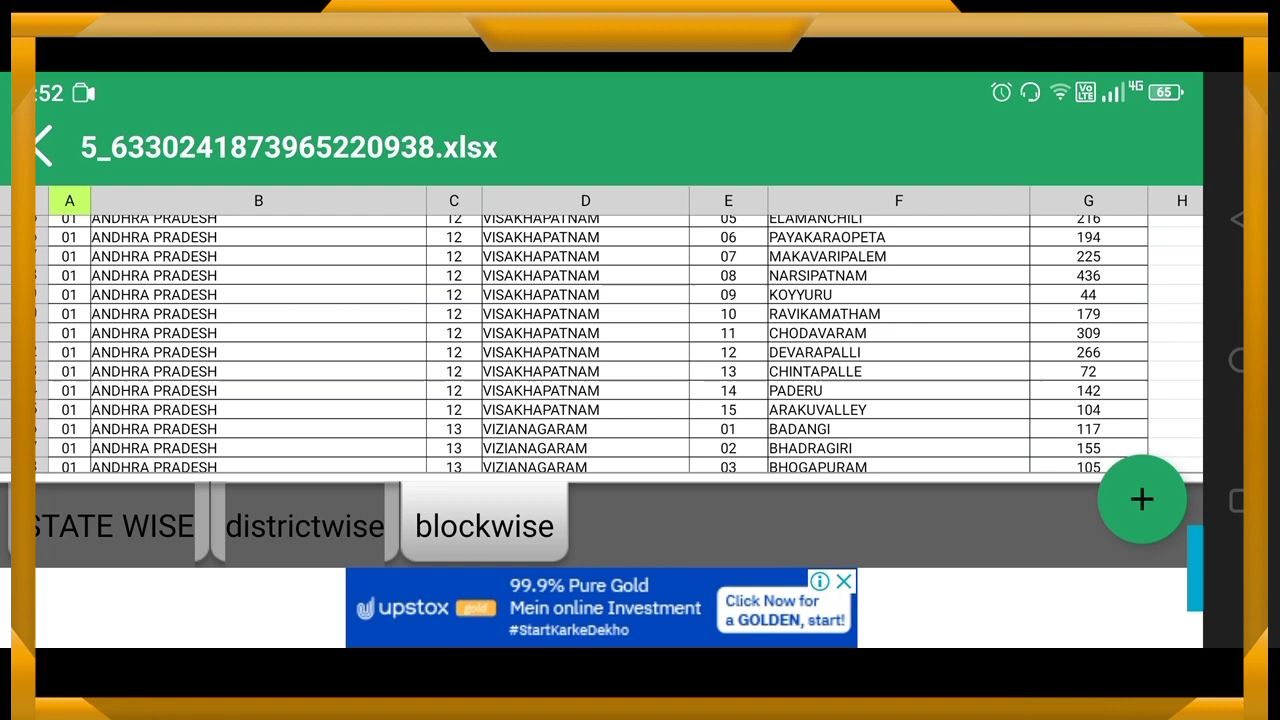 :52 VO LTE 4G 65
5_6330241873965220938.xlsx
A B C D E F G H
01 ANDHRA PRADESH 12 VISAKHAPATNAM 05 ELAMANCHILI 216
01 ANDHRA PRADESH 12 VISAKHAPATNAM 06 PAYAKARAOPETA 194
01 ANDHRA PRADESH 12 VISAKHAPATNAM 07 MAKAVARIPALEM 225
01 ANDHRA PRADESH 12 VISAKHAPATNAM 08 NARSIPATNAM 436
01 ANDHRA PRADESH 12 VISAKHAPATNAM 09 KOYYURU 44
01 ANDHRA PRADESH 12 VISAKHAPATNAM 10 RAVIKAMATHAM 179
01 ANDHRA PRADESH 12 VISAKHAPATNAM 11 CHODAVARAM 309
01 ANDHRA PRADESH 12 VISAKHAPATNAM 12 DEVARAPALLI 266
01 ANDHRA PRADESH 12 VISAKHAPATNAM 13 CHINTAPALLE 72
01 ANDHRA PRADESH 12 VISAKHAPATNAM 14 PADERU 142
01 ANDHRA PRADESH 12 VISAKHAPATNAM 15 ARAKUVALLEY 104
01 ANDHRA PRADESH 13 VIZIANAGARAM 01 BADANGI 117
01 ANDHRA PRADESH 13 VIZIANAGARAM 02 BHADRAGIRI 155
01 ANDHRA PRADESH 13 VIZIANAGARAM 03 BHOGAPURAM 105
STATE WISE districtwise blockwise
upstox gold
99.9% Pure Gold
Mein online Investment
#StartKarkeDekho
Click Now for
a GOLDEN, start!